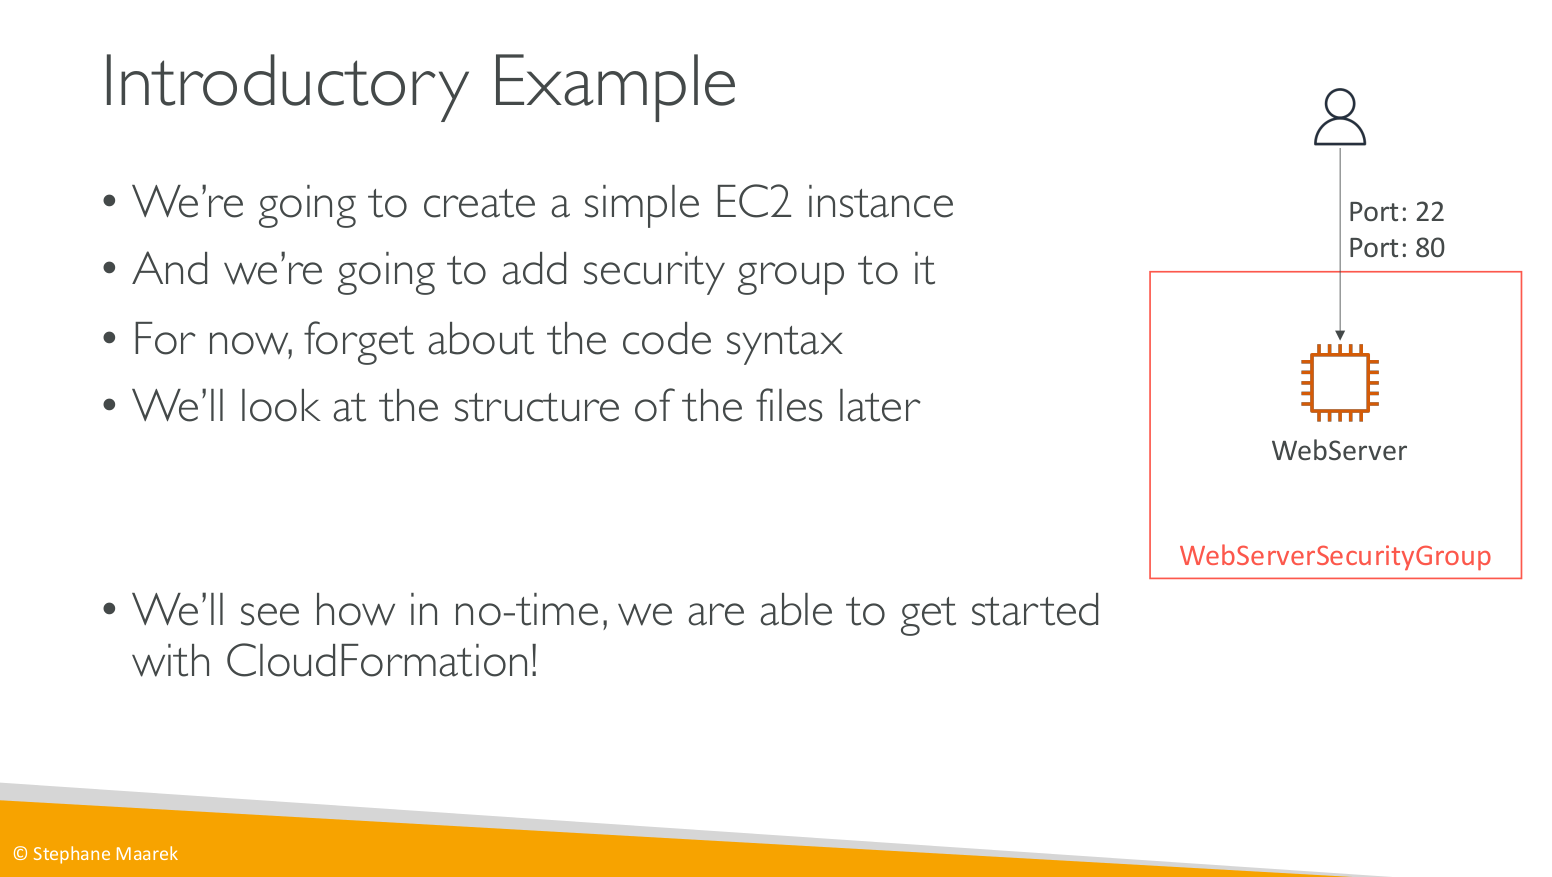 Introductory Example
• We're going to create a simple EC2 instance
• And we're going to add security group to it
• For now, forget about the code syntax
• We'll look at the structure of the files later
• We'll see how in no-time, we are able to get started
with CloudFormation!
Port: 22
Port: 80
WebServer
WebServerSecurityGroup
© Stephane Maarek